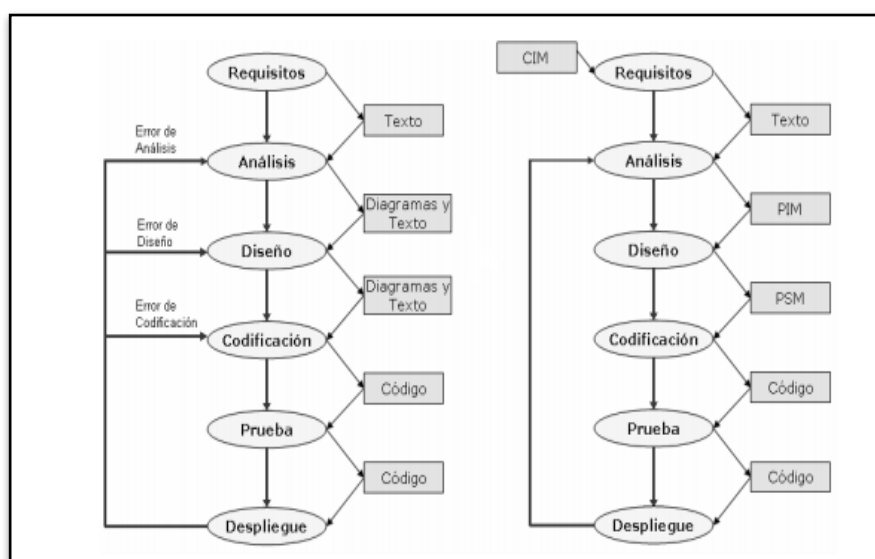 Requisitos
Texto
Error de
Análisis
Análisis
Diagramas y
Texto
Error de
Diseño
Diseño
Diagramas y
Texto
Error de
Codificación
Codificación
Código
Prueba
Código
Despliegue
CIM
Requisitos
Texto
Análisis
PIM
Diseño
PSM
Codificación
Código
Prueba
Código
Despliegue